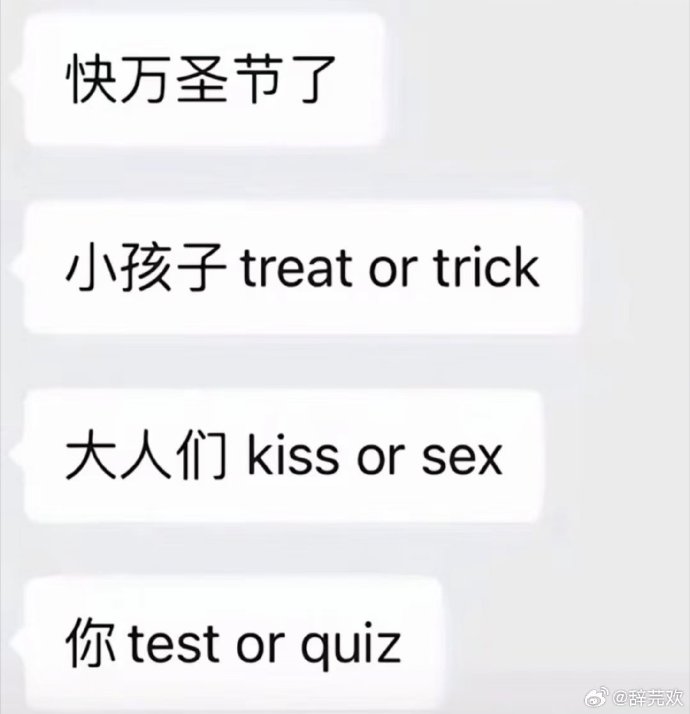 快万圣节了
小孩子 treat or trick
大人们 kiss or sex
你 test or quiz
@辞芫欢